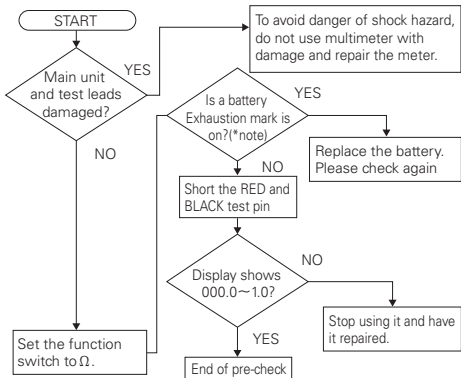 START
Main unit
and test leads
damaged?
YES
To avoid danger of shock hazard,
do not use multimeter with
damage and repair the meter.
NO
Set the function
switch to Ω.
Is a battery
Exhaustion mark is
on?(*note)
YES
Replace the battery.
Please check again
NO
Short the RED and
BLACK test pin
Display shows
000.0~1.0?
NO
Stop using it and have
it repaired.
YES
End of pre-check